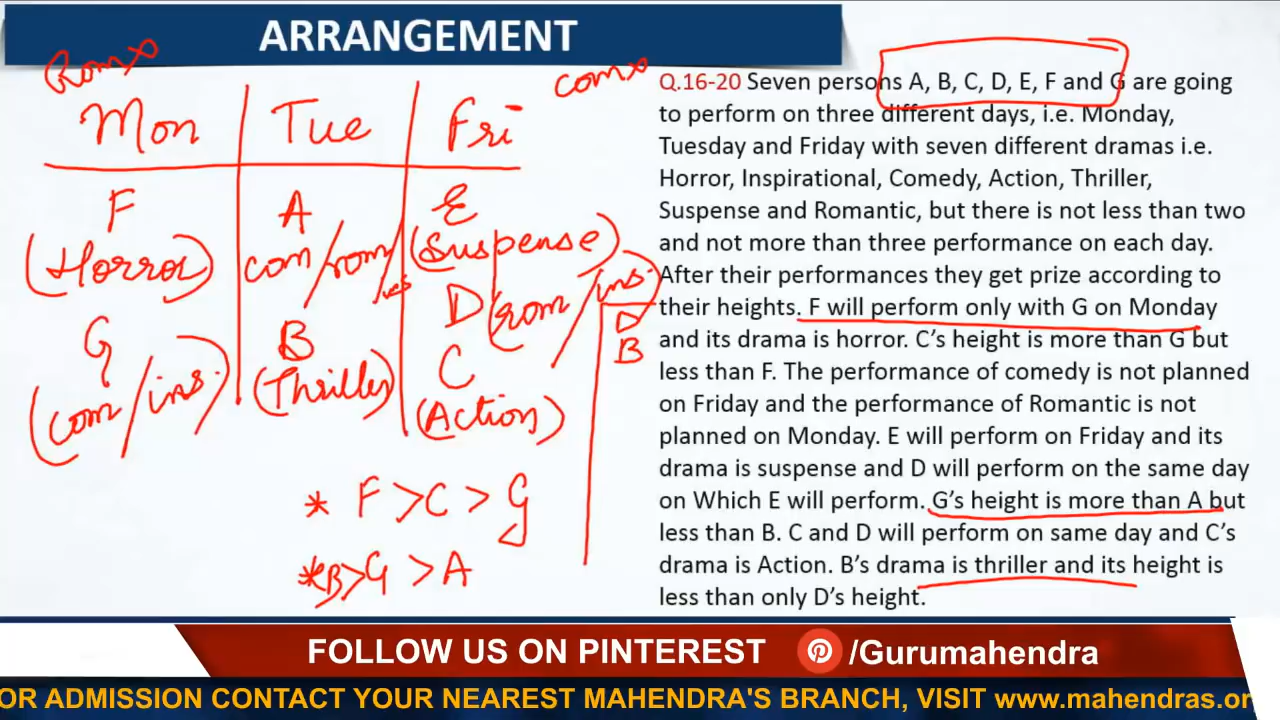 ARRANGEMENT
Rom x
com x
Mon Tue Fri
F A E
(Horror) com/rom/ins (Suspense)
G B D (rom/ins.)
(com/ins.) (Thriller) C
(Action)
D
B
* F > C > G
* B > G > A
Q.16-20 Seven persons A, B, C, D, E, F and G are going
to perform on three different days, i.e. Monday,
Tuesday and Friday with seven different dramas i.e.
Horror, Inspirational, Comedy, Action, Thriller,
Suspense and Romantic, but there is not less than two
and not more than three performance on each day.
After their performances they get prize according to
their heights. F will perform only with G on Monday
and its drama is horror. C’s height is more than G but
less than F. The performance of comedy is not planned
on Friday and the performance of Romantic is not
planned on Monday. E will perform on Friday and its
drama is suspense and D will perform on the same day
on Which E will perform. G’s height is more than A but
less than B. C and D will perform on same day and C’s
drama is Action. B’s drama is thriller and its height is
less than only D’s height.
FOLLOW US ON PINTEREST /Gurumahendra
OR ADMISSION CONTACT YOUR NEAREST MAHENDRA'S BRANCH, VISIT www.mahendras.or